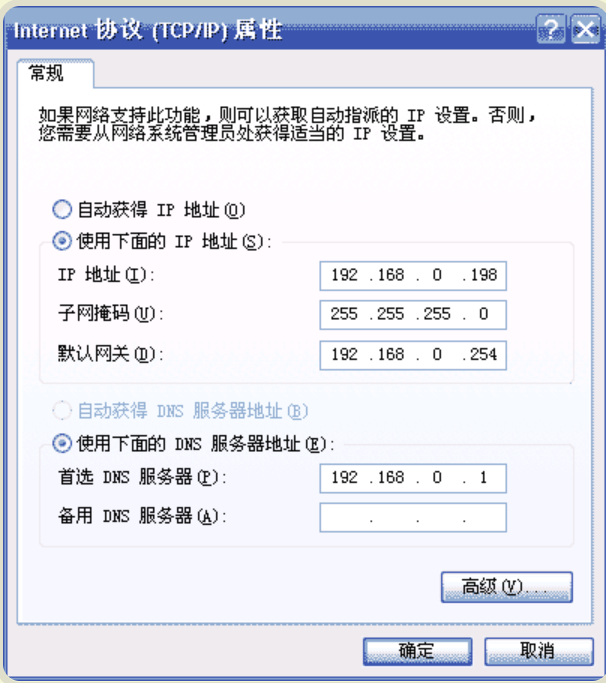 Internet 协议 (TCP/IP) 属性
常规
如果网络支持此功能，则可以获取自动指派的 IP 设置。否则，
您需要从网络系统管理员处获得适当的 IP 设置。
自动获得 IP 地址(O)
使用下面的 IP 地址(S):
IP 地址(I): 192 .168 . 0 .198
子网掩码(U): 255 .255 .255 . 0
默认网关(D): 192 .168 . 0 .254
自动获得 DNS 服务器地址(B)
使用下面的 DNS 服务器地址(E):
首选 DNS 服务器(P): 192 .168 . 0 . 1
备用 DNS 服务器(A): . . .
高级(V)...
确定 取消